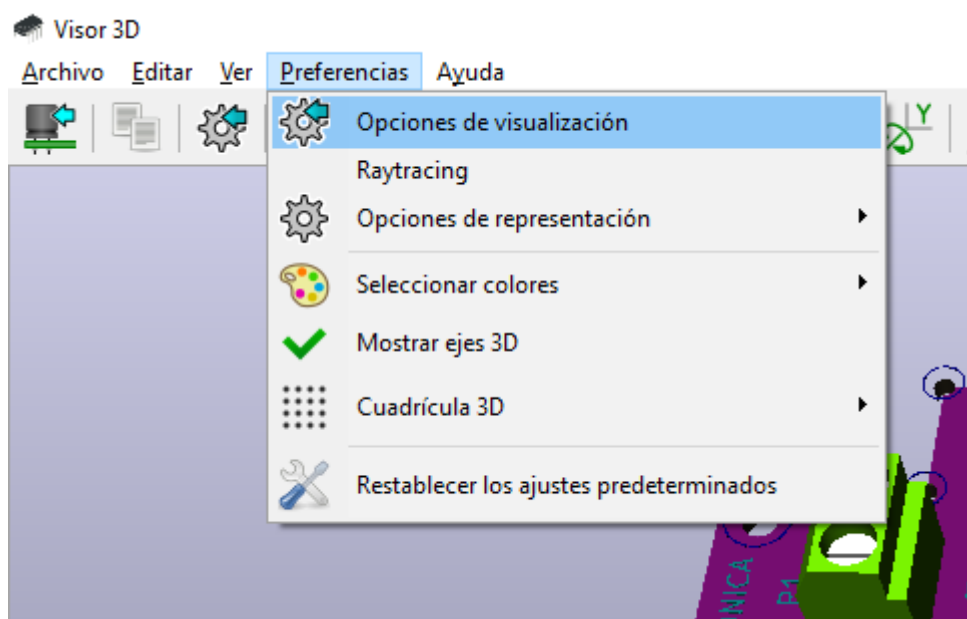 Visor 3D
Archivo Editar Ver Preferencias Ayuda
Opciones de visualización
Y
Raytracing
Opciones de representación
Seleccionar colores
Mostrar ejes 3D
Cuadrícula 3D
Restablecer los ajustes predeterminados
NICA
P1